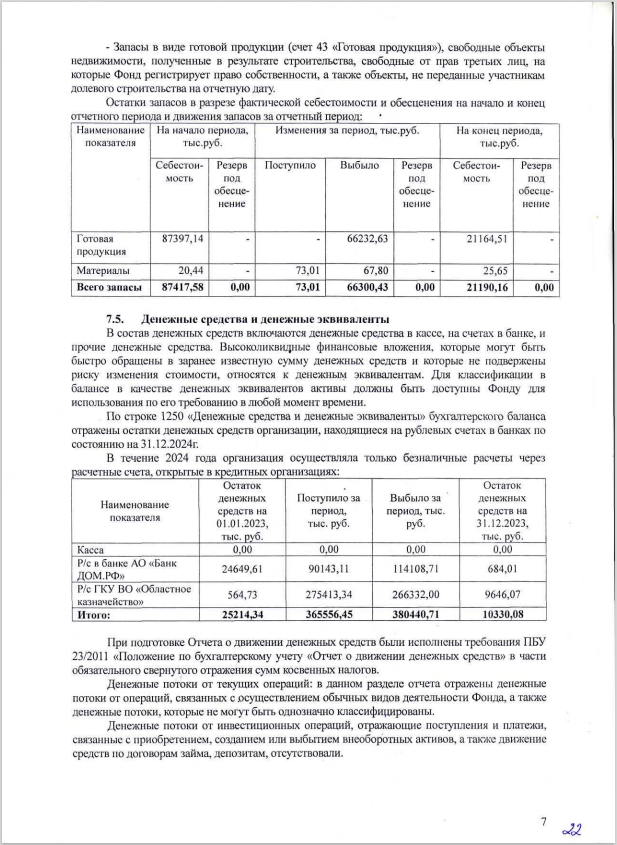 - Запасы в виде готовой продукции (счет 43 «Готовая продукция»), свободные объекты
недвижимости, полученные в результате строительства, свободные от прав третьих лиц, на
которые Фонд регистрирует право собственности, а также объекты, не переданные участникам
долевого строительства на отчетную дату.
Остатки запасов в разрезе фактической себестоимости и обесценения на начало и конец
отчетного периода и движения запасов за отчетный период:
Наименование показателя | На начало периода, тыс.руб. | Изменения за период, тыс.руб. | На конец периода, тыс.руб.
Себестои-мость | Резерв под обесце-нение | Поступило | Выбыло | Резерв под обесце-нение | Себестои-мость | Резерв под обесце-нение
Готовая продукция | 87397,14 | - | - | 66232,63 | - | 21164,51 | -
Материалы | 20,44 | - | 73,01 | 67,80 | - | 25,65 | -
Всего запасы | 87417,58 | 0,00 | 73,01 | 66300,43 | 0,00 | 21190,16 | 0,00
7.5. Денежные средства и денежные эквиваленты
В состав денежных средств включаются денежные средства в кассе, на счетах в банке, и
прочие денежные средства. Высоколиквидные финансовые вложения, которые могут быть
быстро обращены в заранее известную сумму денежных средств и которые не подвержены
риску изменения стоимости, относятся к денежным эквивалентам. Для классификации в
балансе в качестве денежных эквивалентов активы должны быть доступны Фонду для
использования по его требованию в любой момент времени.
По строке 1250 «Денежные средства и денежные эквиваленты» бухгалтерского баланса
отражены остатки денежных средств организации, находящиеся на рублевых счетах в банках по
состоянию на 31.12.2024г.
В течение 2024 года организация осуществляла только безналичные расчеты через
расчетные счета, открытые в кредитных организациях:
Наименование показателя | Остаток денежных средств на 01.01.2023, тыс. руб. | Поступило за период, тыс. руб. | Выбыло за период, тыс. руб. | Остаток денежных средств на 31.12.2023, тыс. руб.
Касса | 0,00 | 0,00 | 0,00 | 0,00
Р/с в банке АО «Банк ДОМ.РФ» | 24649,61 | 90143,11 | 114108,71 | 684,01
Р/с ГКУ ВО «Областное казначейство» | 564,73 | 275413,34 | 266332,00 | 9646,07
Итого: | 25214,34 | 365556,45 | 380440,71 | 10330,08
При подготовке Отчета о движении денежных средств были исполнены требования ПБУ
23/2011 «Положение по бухгалтерскому учету «Отчет о движении денежных средств» в части
обязательного свернутого отражения сумм косвенных налогов.
Денежные потоки от текущих операций: в данном разделе отчета отражены денежные
потоки от операций, связанных с осуществлением обычных видов деятельности Фонда, а также
денежные потоки, которые не могут быть однозначно классифицированы.
Денежные потоки от инвестиционных операций, отражающие поступления и платежи,
связанные с приобретением, созданием или выбытием внеоборотных активов, а также движение
средств по договорам займа, депозитам, отсутствовали.
7
22